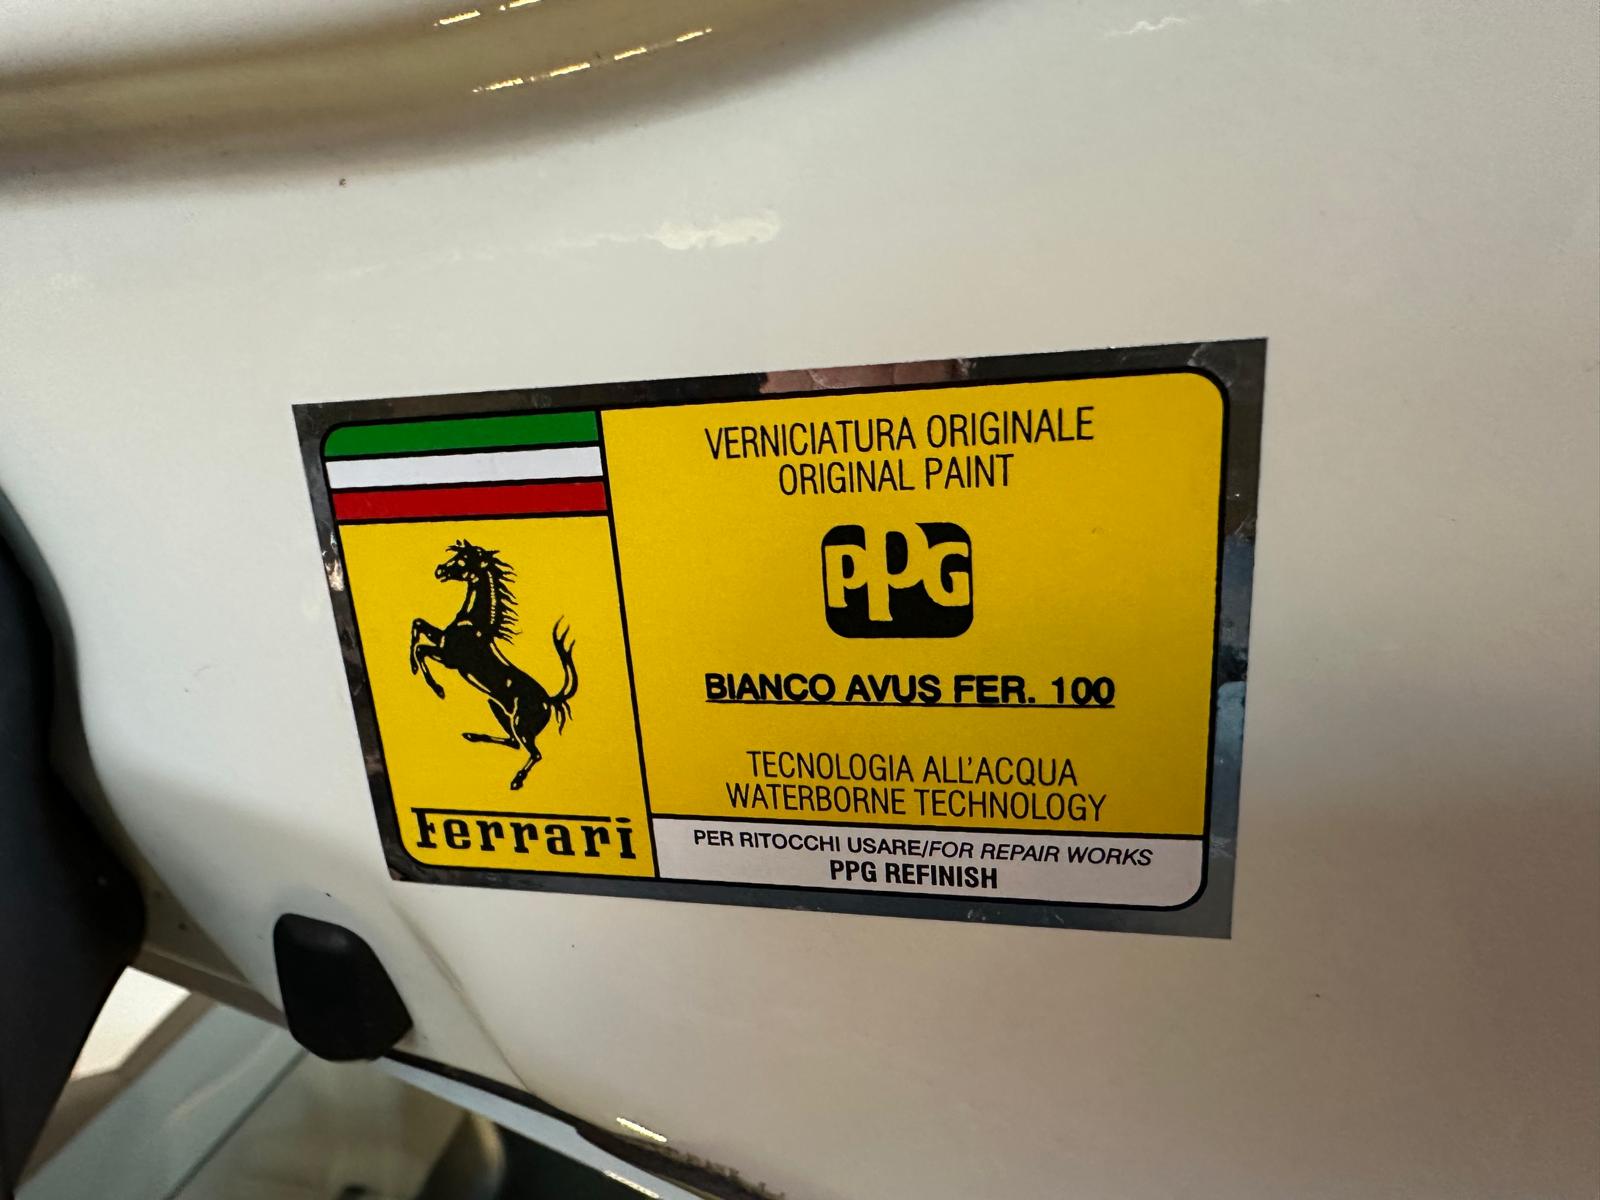 VERNICIATURA ORIGINALE
ORIGINAL PAINT
PPG
BIANCO AVUS FER. 100
TECNOLOGIA ALL'ACQUA
WATERBORNE TECHNOLOGY
Ferrari
PER RITOCCHI USARE/FOR REPAIR WORKS
PPG REFINISH